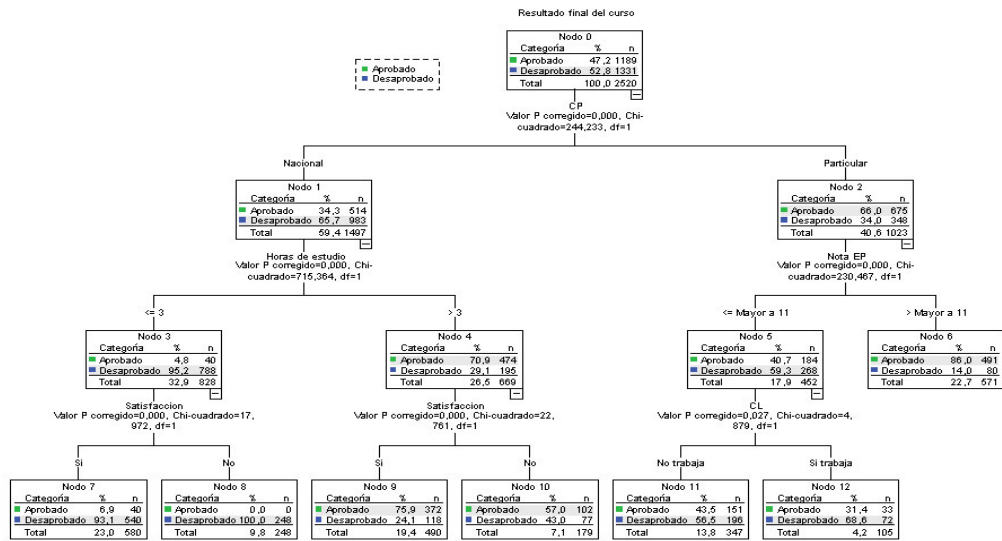 Resultado final del curso
Aprobado
Desaprobado
Nodo 0
Categoría % n
Aprobado 47,2 1189
Desaprobado 52,8 1331
Total 100,0 2520
CP
Valor P corregido=0,000, Chi-
cuadrado=244,233, df=1
Nacional
Particular
Nodo 1
Categoría % n
Aprobado 34,3 514
Desaprobado 65,7 983
Total 59,4 1497
Nodo 2
Categoría % n
Aprobado 66,0 675
Desaprobado 34,0 348
Total 40,6 1023
Horas de estudio
Valor P corregido=0,000, Chi-
cuadrado=715,364, df=1
Nota EP
Valor P corregido=0,000, Chi-
cuadrado=230,467, df=1
<= 3
> 3
<= Mayor a 11
> Mayor a 11
Nodo 3
Categoría % n
Aprobado 4,8 40
Desaprobado 95,2 788
Total 32,9 828
Nodo 4
Categoría % n
Aprobado 70,9 474
Desaprobado 29,1 195
Total 26,5 669
Nodo 5
Categoría % n
Aprobado 40,7 184
Desaprobado 59,3 268
Total 17,9 452
Nodo 6
Categoría % n
Aprobado 86,0 491
Desaprobado 14,0 80
Total 22,7 571
Satisfaccion
Valor P corregido=0,000, Chi-cuadrado=17,
972, df=1
Satisfaccion
Valor P corregido=0,000, Chi-cuadrado=22,
761, df=1
CL
Valor P corregido=0,027, Chi-cuadrado=4,
879, df=1
Si
No
Si
No
No trabaja
Si trabaja
Nodo 7
Categoría % n
Aprobado 6,9 40
Desaprobado 93,1 540
Total 23,0 580
Nodo 8
Categoría % n
Aprobado 0,0 0
Desaprobado 100,0 248
Total 9,8 248
Nodo 9
Categoría % n
Aprobado 75,9 372
Desaprobado 24,1 118
Total 19,4 490
Nodo 10
Categoría % n
Aprobado 57,0 102
Desaprobado 43,0 77
Total 7,1 179
Nodo 11
Categoría % n
Aprobado 43,5 151
Desaprobado 56,5 196
Total 13,8 347
Nodo 12
Categoría % n
Aprobado 31,4 33
Desaprobado 68,6 72
Total 4,2 105